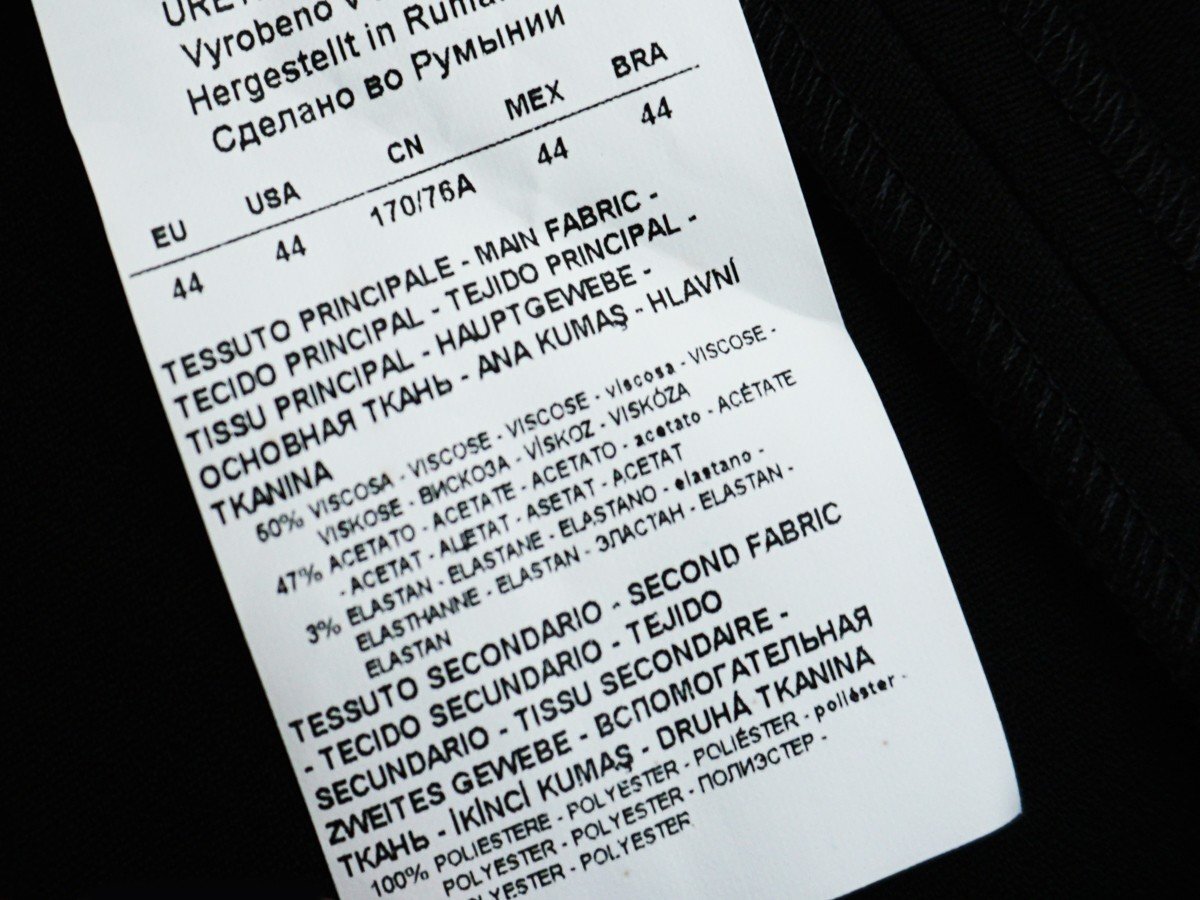 Vyrobeno v
Hergestellt in
Сделано во Румынии
EU USA CN MEX BRA
44 44 170/76A 44 44
TESSUTO PRINCIPALE - MAIN FABRIC -
TECIDO PRINCIPAL - TEJIDO PRINCIPAL -
TISSU PRINCIPAL - HAUPTGEWEBE -
ОСНОВНАЯ ТКАНЬ - ANA KUMAŞ - HLAVNÍ
TKANINA
50% VISCOSA - VISCOSE - VISCOSE - viscosa - VISCOSE -
VISKOSE - ВИСКОЗА - VİSKOZ - VISKÓZA
47% ACETATO - ACETATE - ACETATO - acetato - ACÉTATE
- ACETAT - АЦЕТАТ - ASETAT - ACETAT
3% ELASTAN - ELASTANE - ELASTANO - elastano -
ELASTHANNE - ELASTAN - ЭЛАСТАН - ELASTAN -
ELASTAN
TESSUTO SECONDARIO - SECOND FABRIC
- TECIDO SECUNDARIO - TEJIDO
SECUNDARIO - TISSU SECONDAIRE -
ZWEITES GEWEBE - ВСПОМОГАТЕЛЬНАЯ
ТКАНЬ - İKİNCİ KUMAŞ - DRUHÁ TKANINA
100% POLIESTERE - POLYESTER - POLIÉSTER - poliéster -
POLYESTER - POLYESTER - ПОЛИЭСТЕР -
POLYESTER - POLYESTER